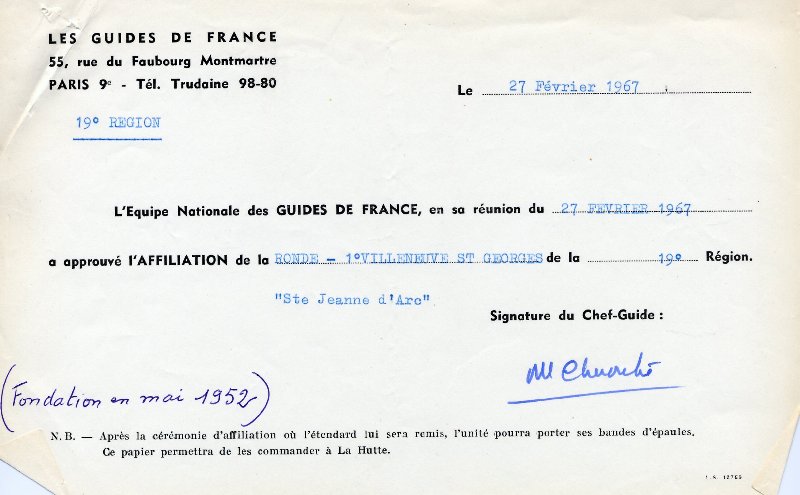 LES GUIDES DE FRANCE
55, rue du Faubourg Montmartre
PARIS 9e - Tél. Trudaine 98-80
Le 27 Février 1967
19° REGION
L'Equipe Nationale des GUIDES DE FRANCE, en sa réunion du 27 FEVRIER 1967
a approuvé l'AFFILIATION de la RONDE - 1°VILLENEUVE ST GEORGES de la 19° Région.
"Ste Jeanne d'Arc"
Signature du Chef-Guide :
(Fondation en mai 1952)
N.B. — Après la cérémonie d'affiliation où l'étendard lui sera remis, l'unité pourra porter ses bandes d'épaules.
Ce papier permettra de les commander à La Hutte.